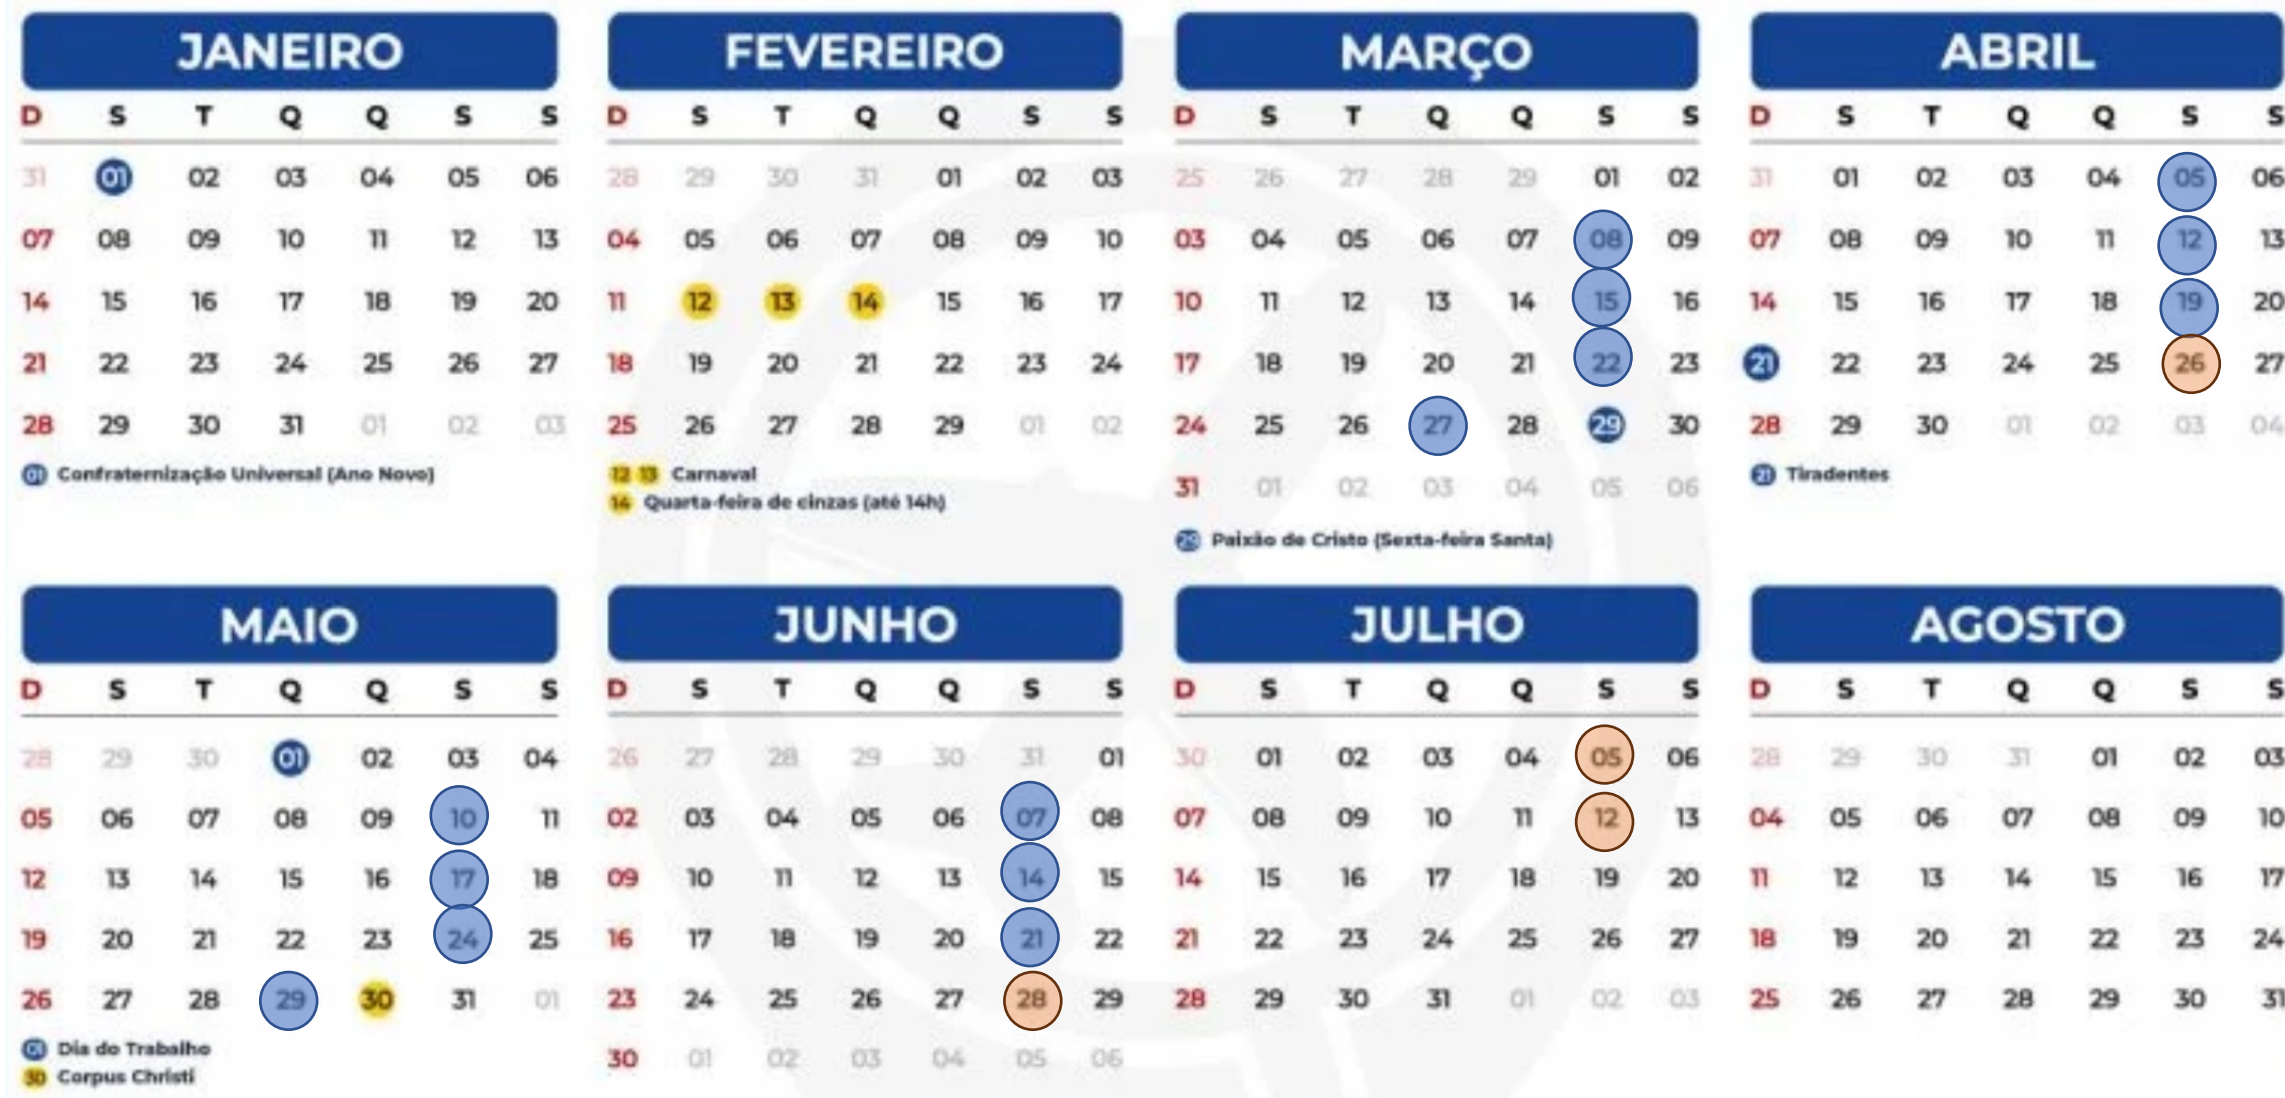 JANEIRO
D S T Q Q S S
31 01 02 03 04 05 06
07 08 09 10 11 12 13
14 15 16 17 18 19 20
21 22 23 24 25 26 27
28 29 30 31 01 02 03
01 Confraternização Universal (Ano Novo)
FEVEREIRO
D S T Q Q S S
28 29 30 31 01 02 03
04 05 06 07 08 09 10
11 12 13 14 15 16 17
18 19 20 21 22 23 24
25 26 27 28 29 01 02
12 13 Carnaval
14 Quarta-feira de cinzas (até 14h)
MARÇO
D S T Q Q S S
25 26 27 28 29 01 02
03 04 05 06 07 08 09
10 11 12 13 14 15 16
17 18 19 20 21 22 23
24 25 26 27 28 29 30
31 01 02 03 04 05 06
29 Paixão de Cristo (Sexta-feira Santa)
ABRIL
D S T Q Q S S
31 01 02 03 04 05 06
07 08 09 10 11 12 13
14 15 16 17 18 19 20
21 22 23 24 25 26 27
28 29 30 01 02 03 04
21 Tiradentes
MAIO
D S T Q Q S S
28 29 30 01 02 03 04
05 06 07 08 09 10 11
12 13 14 15 16 17 18
19 20 21 22 23 24 25
26 27 28 29 30 31 01
01 Dia do Trabalho
30 Corpus Christi
JUNHO
D S T Q Q S S
26 27 28 29 30 31 01
02 03 04 05 06 07 08
09 10 11 12 13 14 15
16 17 18 19 20 21 22
23 24 25 26 27 28 29
30 01 02 03 04 05 06
JULHO
D S T Q Q S S
30 01 02 03 04 05 06
07 08 09 10 11 12 13
14 15 16 17 18 19 20
21 22 23 24 25 26 27
28 29 30 31 01 02 03
AGOSTO
D S T Q Q S S
28 29 30 31 01 02 03
04 05 06 07 08 09 10
11 12 13 14 15 16 17
18 19 20 21 22 23 24
25 26 27 28 29 30 31